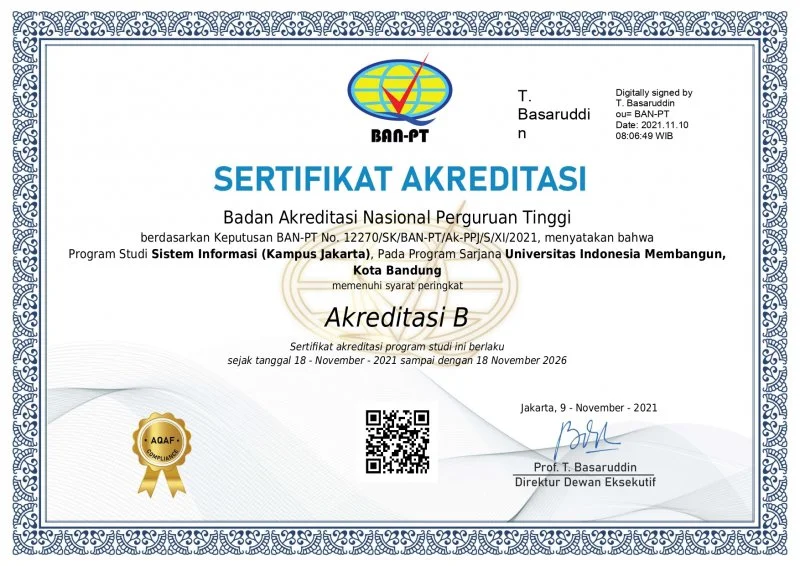 BAN-PT
T.
Basaruddi
n
Digitally signed by
T. Basaruddin
ou= BAN-PT
Date: 2021.11.10
08:06:49 WIB
SERTIFIKAT AKREDITASI
Badan Akreditasi Nasional Perguruan Tinggi
berdasarkan Keputusan BAN-PT No. 12270/SK/BAN-PT/Ak-PPJ/S/XI/2021, menyatakan bahwa
Program Studi Sistem Informasi (Kampus Jakarta), Pada Program Sarjana Universitas Indonesia Membangun,
Kota Bandung
memenuhi syarat peringkat
Akreditasi B
Sertifikat akreditasi program studi ini berlaku
sejak tanggal 18 - November - 2021 sampai dengan 18 November 2026
AQAF
COMPLIANCE
Jakarta, 9 - November - 2021
Prof. T. Basaruddin
Direktur Dewan Eksekutif